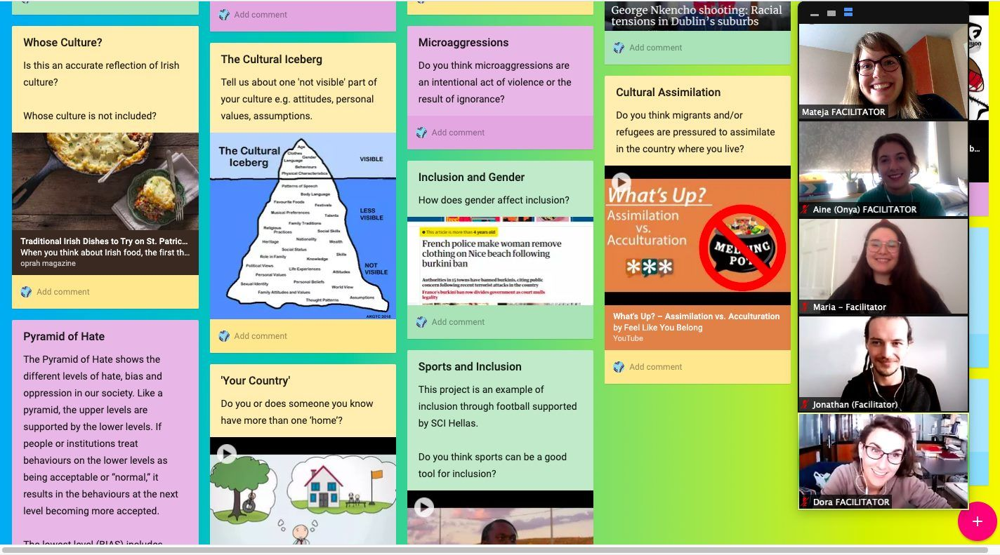 Add comment
Whose Culture?
Is this an accurate reflection of Irish
culture?
Whose culture is not included?
Traditional Irish Dishes to Try on St. Patric...
When you think about Irish food, the first th...
oprah magazine
Add comment
Pyramid of Hate
The Pyramid of Hate shows the
different levels of hate, bias and
oppression in our society. Like a
pyramid, the upper levels are
supported by the lower levels. If
people or institutions treat
behaviours on the lower levels as
being acceptable or “normal,” it
results in the behaviours at the next
level becoming more accepted.
The lowest level (BIAS) includes
The Cultural Iceberg
Tell us about one 'not visible' part of
your culture e.g. attitudes, personal
values, assumptions.
The Cultural
Iceberg
Age
Clothes
Gender
Language
Behaviours
Physical Characteristics
VISIBLE
Patterns of Speech
Body Language
Favourite Foods
Festivals
Musical Preferences
Talents
LESS
VISIBLE
Family Traditions
Religious
Practices
Social Skills
Heritage
Nationality
Wealth
Social Status
Skills
Role in Family
Knowledge
Political Views
Life Experiences
Attitudes
NOT
VISIBLE
Personal Values
Personal Beliefs
World View
Sexual Identity
Family Attitudes and Values
Assumptions
Thought Patterns
AKGTC 2018
Add comment
'Your Country'
Do you or does someone you know
have more than one ‘home’?
Microaggressions
Do you think microaggressions are
an intentional act of violence or the
result of ignorance?
Add comment
Inclusion and Gender
How does gender affect inclusion?
This article is more than 4 years old
French police make woman remove
clothing on Nice beach following
burkini ban
Authorities in 15 towns have banned burkinis, citing public
concern following recent terrorist attacks in the country
France's burkini ban row divides government as court mulls
legality
Add comment
Sports and Inclusion
This project is an example of
inclusion through football supported
by SCI Hellas.
Do you think sports can be a good
tool for inclusion?
George Nkencho shooting: Racial
tensions in Dublin’s suburbs
Add comment
Cultural Assimilation
Do you think migrants and/or
refugees are pressured to assimilate
in the country where you live?
What's Up?
Assimilation
vs.
Acculturation
***
MELTING
POT
What's Up? – Assimilation vs. Acculturation
by Feel Like You Belong
YouTube
Add comment
Mateja FACILITATOR
Aine (Onya) FACILITATOR
Maria – Facilitator
Jonathan (Facilitator)
Dora FACILITATOR
b...
+